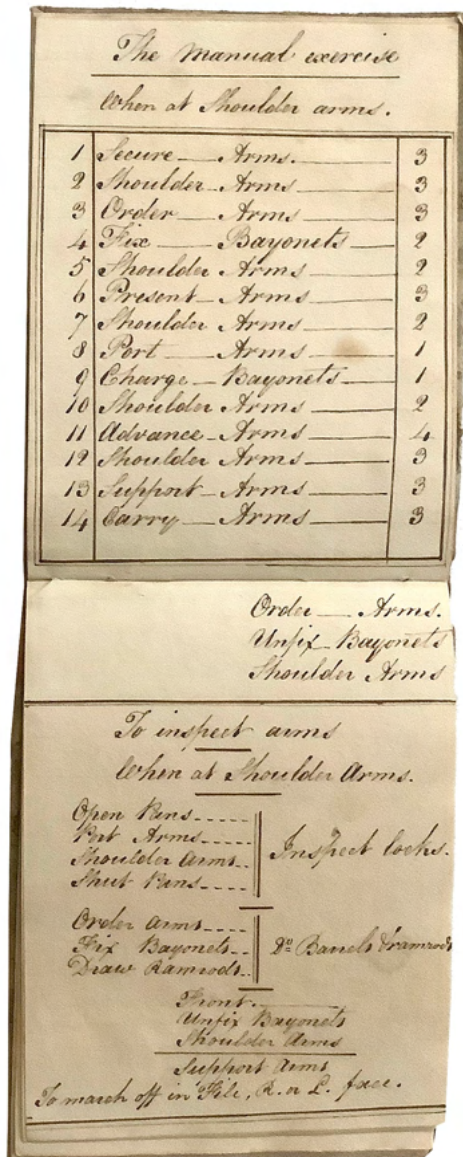 The manual exercise
When at Shoulder arms.
1 Secure — Arms. — 3
2 Shoulder - Arms — 3
3 Order — Arms — 3
4 Fix — Bayonets — 2
5 Shoulder Arms — 2
6 Present — Arms — 3
7 Shoulder Arms — 2
8 Port — Arms — 1
9 Charge — Bayonets — 1
10 Shoulder Arms — 2
11 Advance — Arms — 4
12 Shoulder Arms — 3
13 Support — Arms — 3
14 Carry — Arms — 3
Order — Arms.
Unfix — Bayonets
Shoulder Arms
To inspect arms
When at Shoulder Arms.
Open Pans.....
Port Arms....
Shoulder arms..
Shut Pans....
Inspect locks.
Order arms....
Fix Bayonets..
Draw Ramrods..
Do Barrels & ramrods
Front.
Unfix Bayonets
Shoulder Arms
Support Arms
To march off in File, R. or L. face.